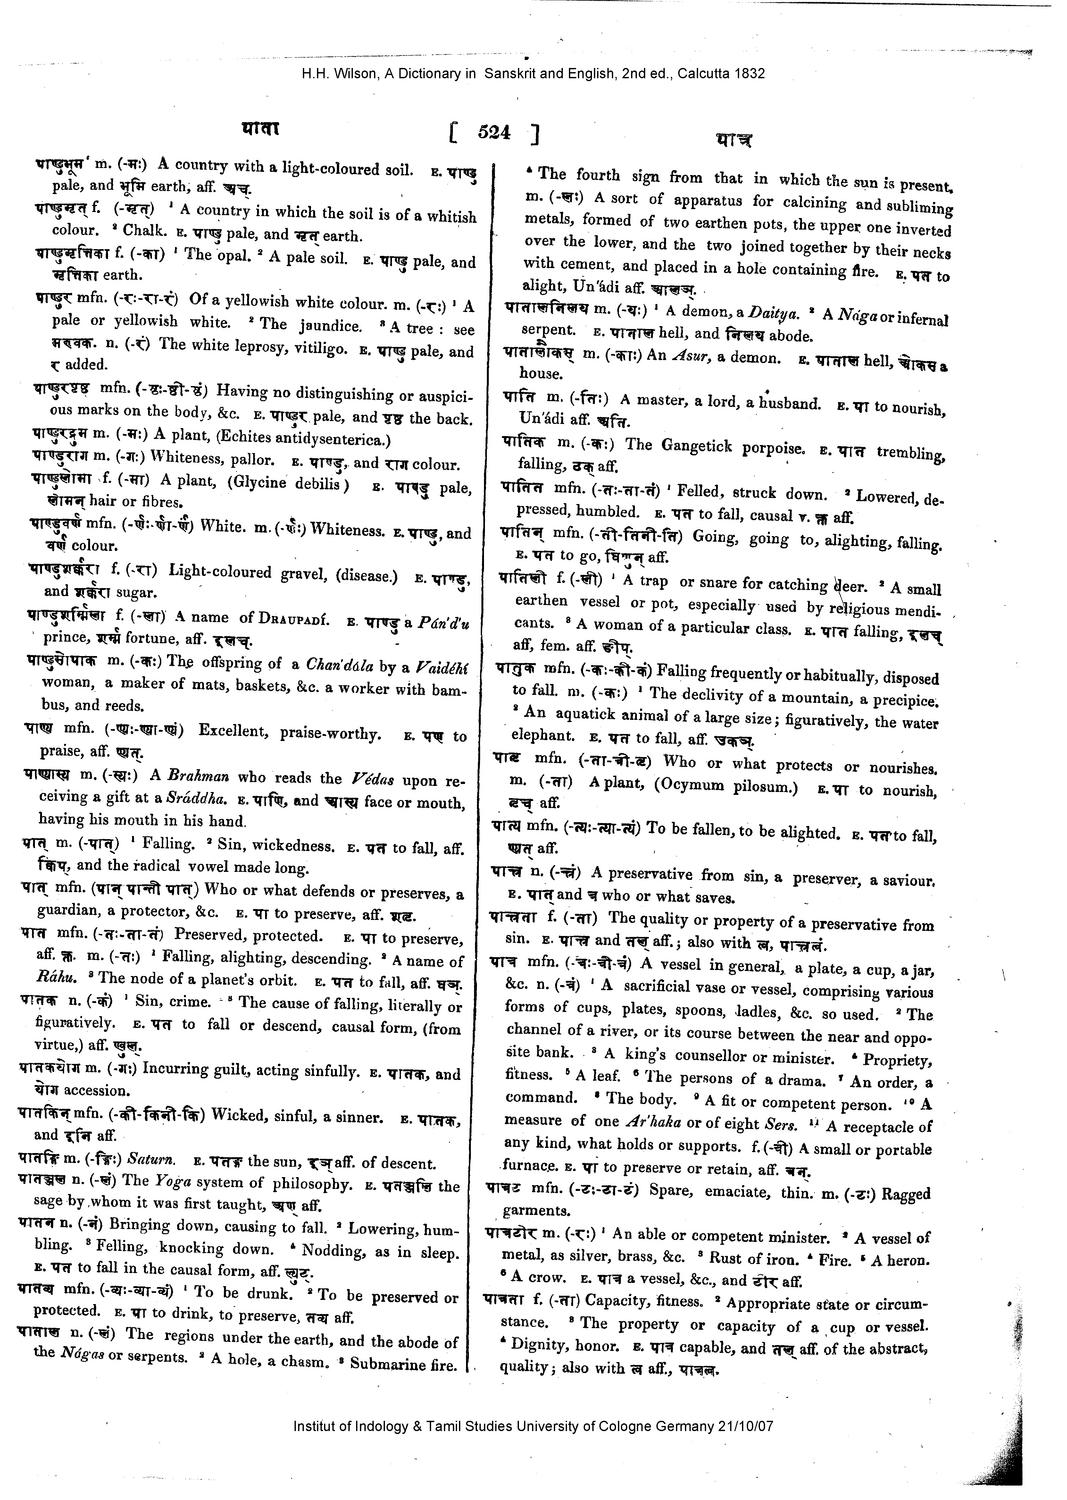 H.H. Wilson, A Dictionary in Sanskrit and English, 2nd ed., Calcutta 1832
पाता
[ 524 ]
पात्र
पाण्डुभूम m. (-मः) A country with a light-coloured soil. E. पाण्डु
pale, and भूमि earth, aff. अच्.
पाण्डुमृत् f. (-मृत्) ¹ A country in which the soil is of a whitish
colour. ² Chalk. E. पाण्डु pale, and मृत् earth.
पाण्डुमृत्तिका f. (-का) ¹ The opal. ² A pale soil. E. पाण्डु pale, and
मृत्तिका earth.
पाण्डुर mfn. (-रः-रा-रं) Of a yellowish white colour. m. (-रः) ¹ A
pale or yellowish white. ² The jaundice. ³ A tree : see
मरुवक. n. (-रं) The white leprosy, vitiligo. E. पाण्डु pale, and
र added.
पाण्डुरपृष्ठ mfn. (-ष्ठः-ष्ठी-ष्ठं) Having no distinguishing or auspici-
ous marks on the body, &c. E. पाण्डुर pale, and पृष्ठ the back.
पाण्डुरद्रुम m. (-मः) A plant, (Echites antidysenterica.)
पाण्डुराग m. (-गः) Whiteness, pallor. E. पाण्डु, and राग colour.
पाण्डुलोमा f. (-मा) A plant, (Glycine debilis) E. पाण्डु pale,
लोमन् hair or fibres.
पाण्डुवर्ण mfn. (-र्णः-र्णा-र्णं) White. m. (-र्णः) Whiteness. E. पाण्डु, and
वर्ण colour.
पाण्डुशर्करा f. (-रा) Light-coloured gravel, (disease.) E. पाण्डु,
and शर्करा sugar.
पाण्डुशर्म्मिला f. (-ला) A name of DRAUPADÍ. E. पाण्डु a Pán'd'u
prince, शर्म्म fortune, aff. इलच्.
पाण्डुसोपाक m. (-कः) The offspring of a Chan'dála by a Vaidéhí
woman, a maker of mats, baskets, &c. a worker with bam-
bus, and reeds.
पाण्य mfn. (-ण्यः-ण्या-ण्यं) Excellent, praise-worthy. E. पण to
praise, aff. ण्यत्.
पाण्यास्य m. (-स्यः) A Brahman who reads the Védas upon re-
ceiving a gift at a Sráddha. E. पाणि, and आस्य face or mouth,
having his mouth in his hand.
पात् m. (-पात्) ¹ Falling. ² Sin, wickedness. E. पत to fall, aff.
क्विप्, and the radical vowel made long.
पात् mfn. (पान् पान्ती पात्) Who or what defends or preserves, a
guardian, a protector, &c. E. पा to preserve, aff. शतृ.
पात mfn. (-तः-ता-तं) Preserved, protected. E. पा to preserve,
aff. क्त. m. (-तः) ¹ Falling, alighting, descending. ² A name of
Ráhu. ³ The node of a planet's orbit. E. पत to fall, aff. घञ्.
पातक n. (-कं) ¹ Sin, crime. ² The cause of falling, literally or
figuratively. E. पत to fall or descend, causal form, (from
virtue,) aff. ण्वुल्.
पातकयोग m. (-गः) Incurring guilt, acting sinfully. E. पातक, and
योग accession.
पातकिन् mfn. (-की-किनी-कि) Wicked, sinful, a sinner. E. पातक,
and इनि aff.
पातङ्गि m. (-ङ्गिः) Saturn. E. पतङ्ग the sun, इञ् aff. of descent.
पातञ्जल n. (-लं) The Yoga system of philosophy. E. पतञ्जलि the
sage by whom it was first taught, अण् aff.
पातन n. (-नं) Bringing down, causing to fall. ² Lowering, hum-
bling. ³ Felling, knocking down. ⁴ Nodding, as in sleep.
E. पत to fall in the causal form, aff. ल्युट्.
पातव्य mfn. (-व्यः-व्या-व्यं) ¹ To be drunk. ² To be preserved or
protected. E. पा to drink, to preserve, तव्य aff.
पाताल n. (-लं) The regions under the earth, and the abode of
the Nágas or serpents. ² A hole, a chasm. ³ Submarine fire.
⁴ The fourth sign from that in which the sun is present.
m. (-लः) A sort of apparatus for calcining and subliming
metals, formed of two earthen pots, the upper one inverted
over the lower, and the two joined together by their necks
with cement, and placed in a hole containing fire. E. पत to
alight, Un'ádi aff. आलञ्.
पातालनिलय m. (-यः) ¹ A demon, a Daitya. ² A Nága or infernal
serpent. E. पाताल hell, and निलय abode.
पातालौकस् m. (-काः) An Asur, a demon. E. पाताल hell, ओकस a
house.
पाति m. (-तिः) A master, a lord, a husband. E. पा to nourish,
Un'ádi aff. अति.
पातिक m. (-कः) The Gangetick porpoise. E. पात trembling,
falling, ठक् aff.
पातित mfn. (-तः-ता-तं) ¹ Felled, struck down. ² Lowered, de-
pressed, humbled. E. पत to fall, causal v. क्त aff.
पातिन् mfn. (-ती-तिनी-ति) Going, going to, alighting, falling.
E. पत to go, घिणुन् aff.
पातिली f. (-ली) ¹ A trap or snare for catching deer. ² A small
earthen vessel or pot, especially used by religious mendi-
cants. ³ A woman of a particular class. E. पात falling, इलच्
aff, fem. aff. ङीप्.
पातुक mfn. (-कः-की-कं) Falling frequently or habitually, disposed
to fall. m. (-कः) ¹ The declivity of a mountain, a precipice.
² An aquatick animal of a large size; figuratively, the water
elephant. E. पत to fall, aff. उकञ्.
पातृ mfn. (-ता-त्री-तृ) Who or what protects or nourishes.
m. (-ता) A plant, (Ocymum pilosum.) E. पा to nourish,
तृच् aff.
पात्य mfn. (-त्यः-त्या-त्यं) To be fallen, to be alighted. E. पत to fall,
ण्यत् aff.
पात्त्र n. (-त्त्रं) A preservative from sin, a preserver, a saviour.
E. पात् and त्र who or what saves.
पात्त्रता f. (-ता) The quality or property of a preservative from
sin. E. पात्त्र and तल् aff.; also with त्व, पात्त्रत्वं.
पात्र mfn. (-त्रः-त्री-त्रं) A vessel in general, a plate, a cup, a jar,
&c. n. (-त्रं) ¹ A sacrificial vase or vessel, comprising various
forms of cups, plates, spoons, ladles, &c. so used. ² The
channel of a river, or its course between the near and oppo-
site bank. ³ A king's counsellor or minister. ⁴ Propriety,
fitness. ⁵ A leaf. ⁶ The persons of a drama. ⁷ An order, a
command. ⁸ The body. ⁹ A fit or competent person. ¹⁰ A
measure of one Ar'haka or of eight Sers. ¹¹ A receptacle of
any kind, what holds or supports. f. (-त्री) A small or portable
furnace. E. पा to preserve or retain, aff. त्रन्.
पात्रट mfn. (-टः-टा-टं) Spare, emaciate, thin. m. (-टः) Ragged
garments.
पात्रटीर m. (-रः) ¹ An able or competent minister. ² A vessel of
metal, as silver, brass, &c. ³ Rust of iron. ⁴ Fire. ⁵ A heron.
⁶ A crow. E. पात्र a vessel, &c., and टीर aff.
पात्रता f. (-ता) Capacity, fitness. ² Appropriate state or circum-
stance. ³ The property or capacity of a cup or vessel.
⁴ Dignity, honor. E. पात्र capable, and तल् aff. of the abstract,
quality; also with त्व aff., पात्रत्व.
Institut of Indology & Tamil Studies University of Cologne Germany 21/10/07